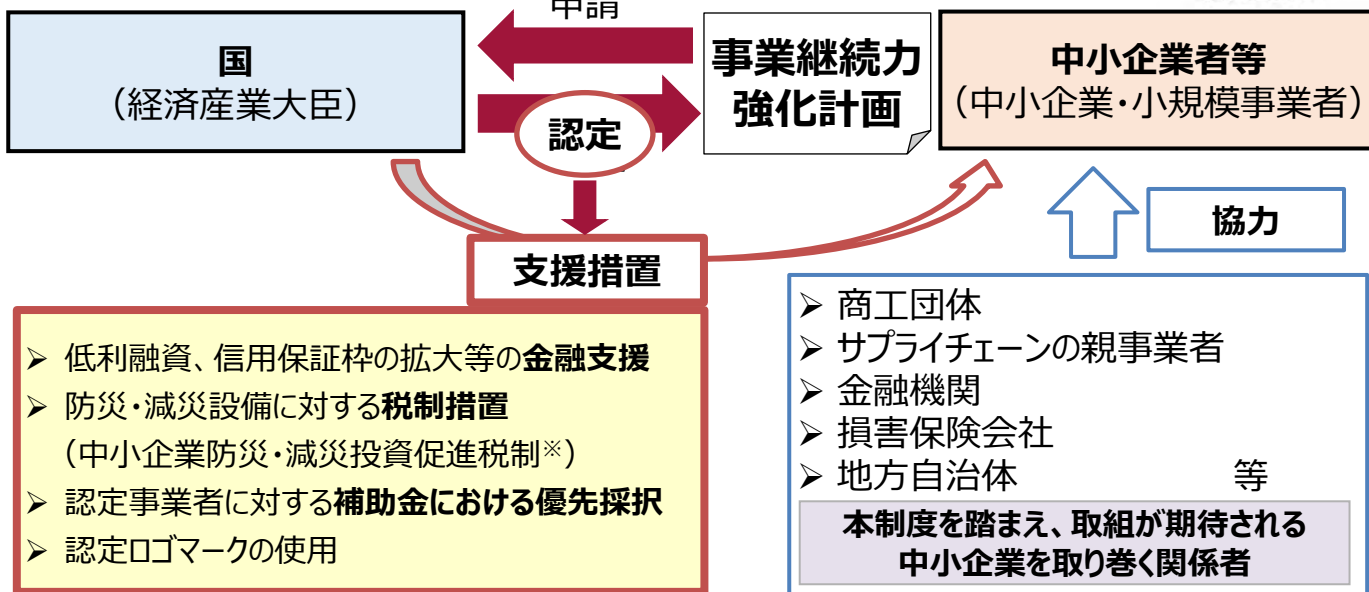 申請
国
（経済産業大臣）
認定
事業継続力
強化計画
中小企業者等
（中小企業・小規模事業者）
支援措置
➢ 低利融資、信用保証枠の拡大等の金融支援
➢ 防災・減災設備に対する税制措置
（中小企業防災・減災投資促進税制※）
➢ 認定事業者に対する補助金における優先採択
➢ 認定ロゴマークの使用
協力
➢ 商工団体
➢ サプライチェーンの親事業者
➢ 金融機関
➢ 損害保険会社
➢ 地方自治体 等
本制度を踏まえ、取組が期待される
中小企業を取り巻く関係者